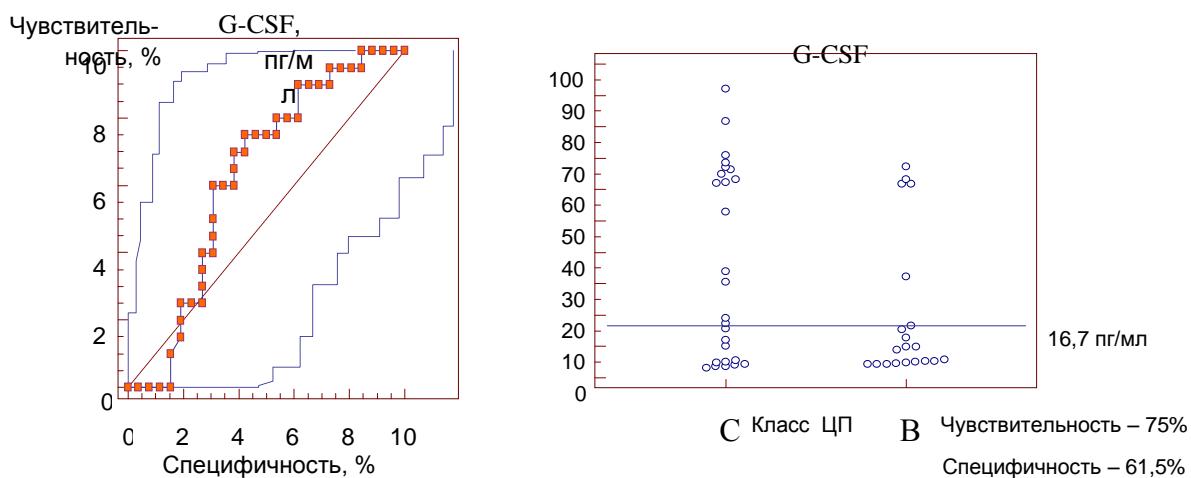 Чувствитель-
ность, %
G-CSF,
пг/м
л
10
8
6
4
2
0
0 2 4 6 8 10
Специфичность, %
G-CSF
100
90
80
70
60
50
40
30
20
10
0
16,7 пг/мл
С Класс ЦП В
Чувствительность – 75%
Специфичность – 61,5%